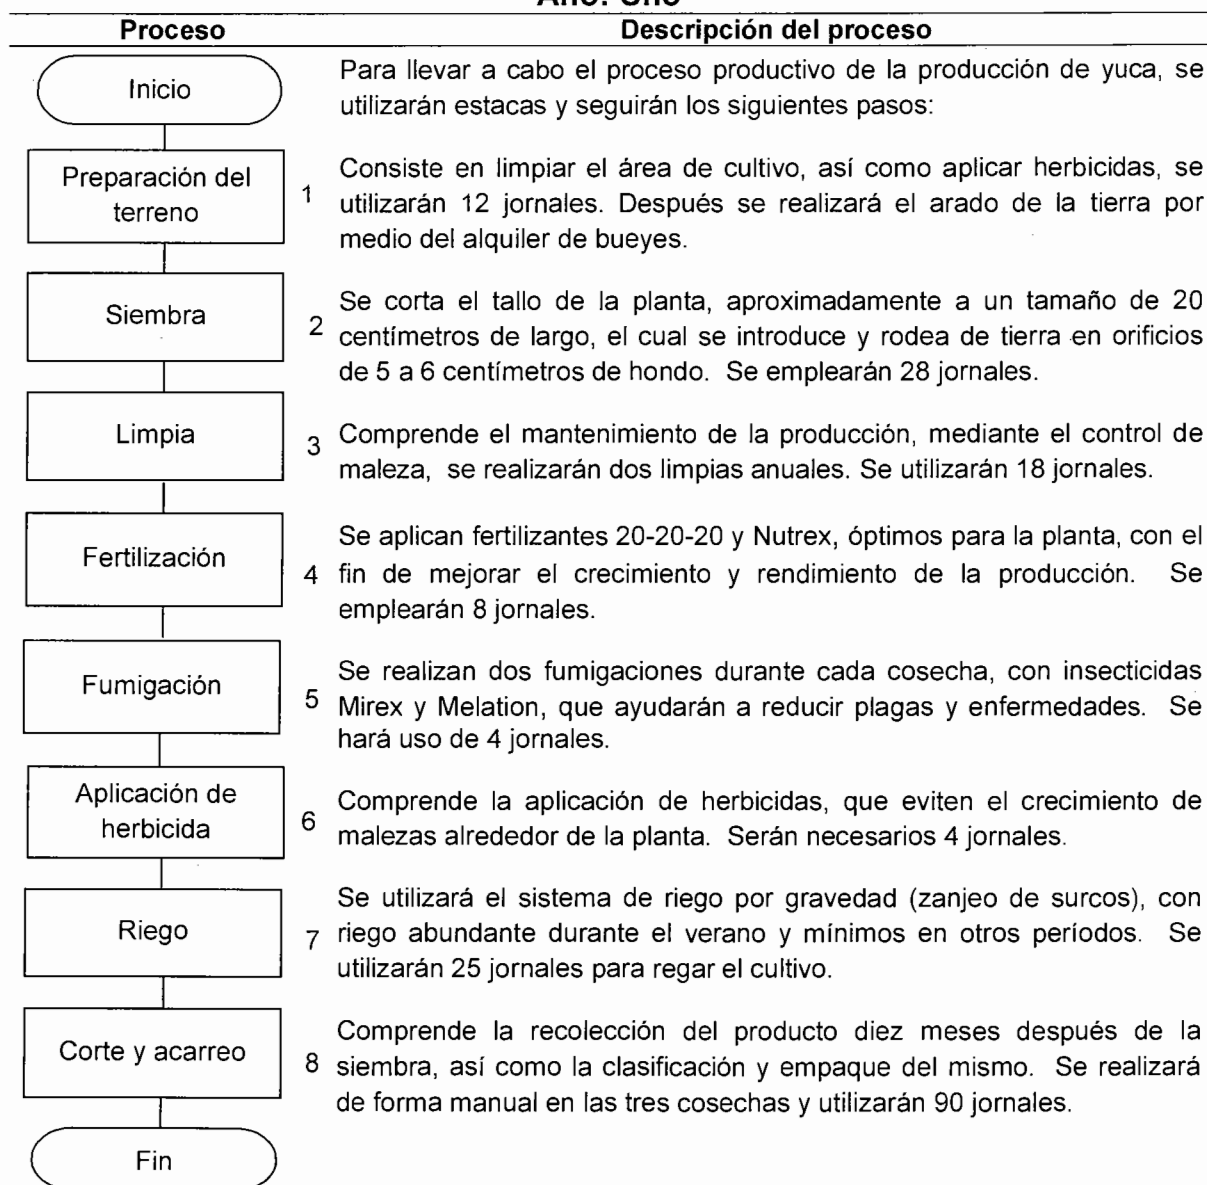 Año: Uno
Proceso Descripción del proceso
Inicio
Para llevar a cabo el proceso productivo de la producción de yuca, se
utilizarán estacas y seguirán los siguientes pasos:
Preparación del
terreno
1
Consiste en limpiar el área de cultivo, así como aplicar herbicidas, se
utilizarán 12 jornales. Después se realizará el arado de la tierra por
medio del alquiler de bueyes.
Siembra
2
Se corta el tallo de la planta, aproximadamente a un tamaño de 20
centímetros de largo, el cual se introduce y rodea de tierra en orificios
de 5 a 6 centímetros de hondo. Se emplearán 28 jornales.
Limpia
3
Comprende el mantenimiento de la producción, mediante el control de
maleza, se realizarán dos limpias anuales. Se utilizarán 18 jornales.
Fertilización
4
Se aplican fertilizantes 20-20-20 y Nutrex, óptimos para la planta, con el
fin de mejorar el crecimiento y rendimiento de la producción. Se
emplearán 8 jornales.
Fumigación
5
Se realizan dos fumigaciones durante cada cosecha, con insecticidas
Mirex y Melation, que ayudarán a reducir plagas y enfermedades. Se
hará uso de 4 jornales.
Aplicación de
herbicida
6
Comprende la aplicación de herbicidas, que eviten el crecimiento de
malezas alrededor de la planta. Serán necesarios 4 jornales.
Riego
7
Se utilizará el sistema de riego por gravedad (zanjeo de surcos), con
riego abundante durante el verano y mínimos en otros períodos. Se
utilizarán 25 jornales para regar el cultivo.
Corte y acarreo
8
Comprende la recolección del producto diez meses después de la
siembra, así como la clasificación y empaque del mismo. Se realizará
de forma manual en las tres cosechas y utilizarán 90 jornales.
Fin